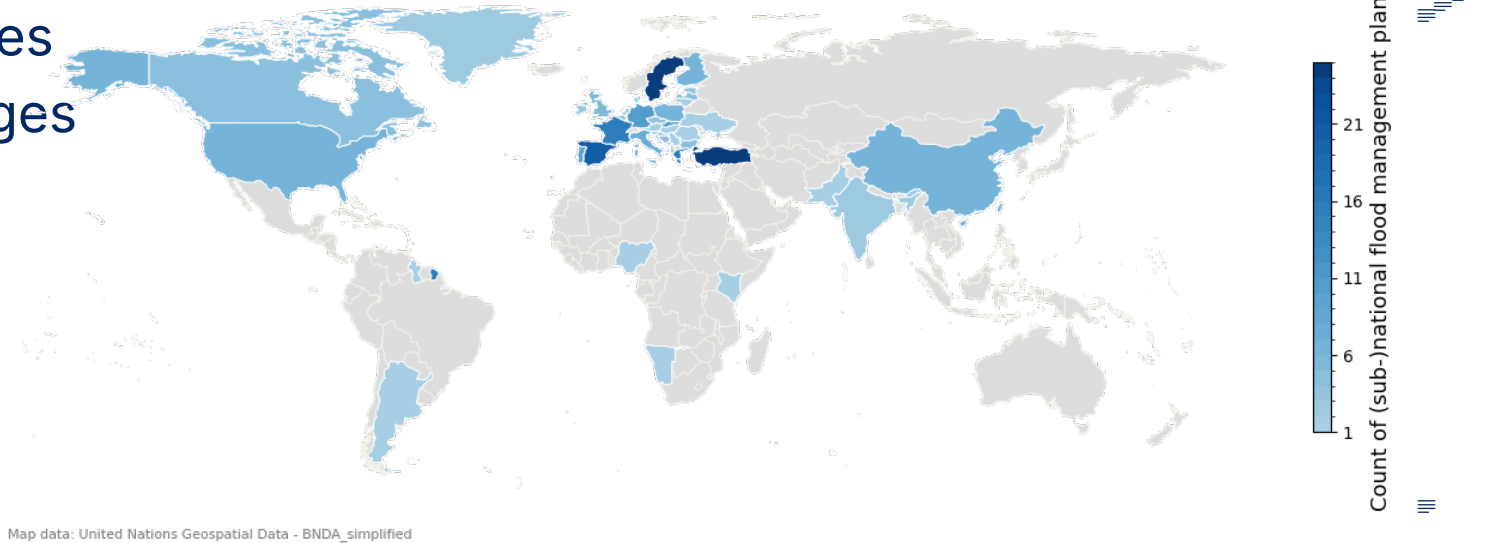 es
ges
21
16
11
6
1
Count of (sub-)national flood management plan
Map data: United Nations Geospatial Data - BNDA_simplified